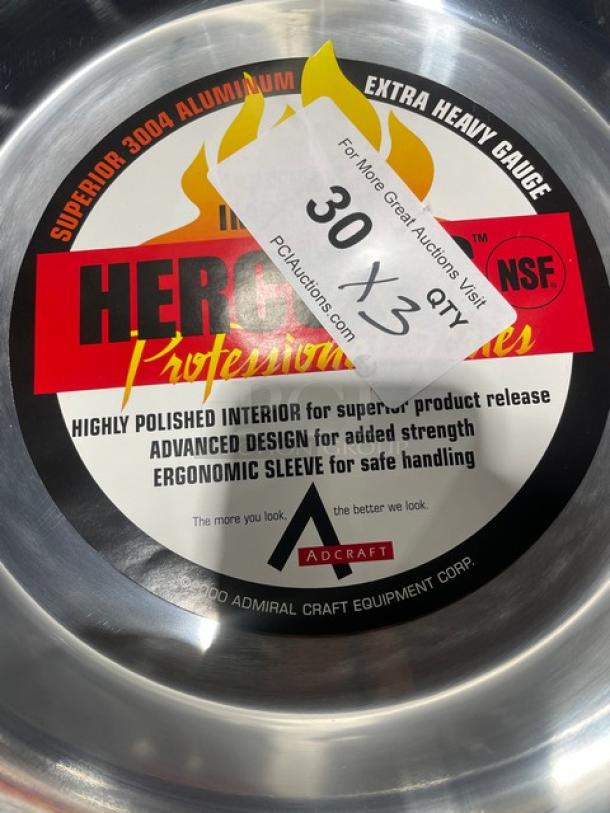 SUPERIOR 3004 ALUMINUM
EXTRA HEAVY GAUGE
For More Great Auctions Visit
30
X3
QTY
PCIAuctions.com
™
NSF
HIGHLY POLISHED INTERIOR for superior product release
ADVANCED DESIGN for added strength
ERGONOMIC SLEEVE for safe handling
The more you look, the better we look.
ADCRAFT
ADMIRAL CRAFT EQUIPMENT CORP.